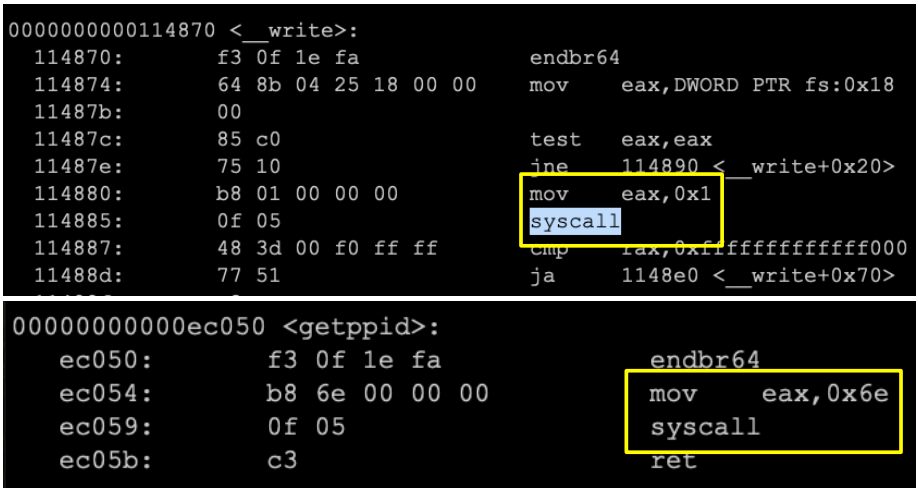 0000000000114870 <__write>:
114870: f3 0f 1e fa endbr64
114874: 64 8b 04 25 18 00 00 mov eax,DWORD PTR fs:0x18
11487b: 00
11487c: 85 c0 test eax,eax
11487e: 75 10 jne 114890 <__write+0x20>
114880: b8 01 00 00 00 mov eax,0x1
114885: 0f 05 syscall
114887: 48 3d 00 f0 ff ff cmp rax,0xfffffffffffff000
11488d: 77 51 ja 1148e0 <__write+0x70>
00000000000ec050 <getppid>:
ec050: f3 0f 1e fa endbr64
ec054: b8 6e 00 00 00 mov eax,0x6e
ec059: 0f 05 syscall
ec05b: c3 ret